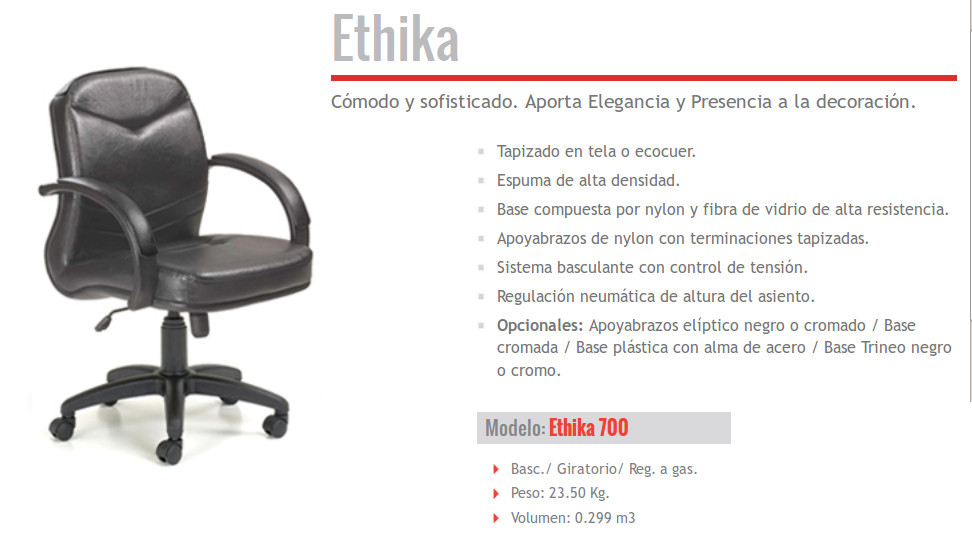 Ethika
Cómodo y sofisticado. Aporta Elegancia y Presencia a la decoración.
Tapizado en tela o ecocuer.
Espuma de alta densidad.
Base compuesta por nylon y fibra de vidrio de alta resistencia.
Apoyabrazos de nylon con terminaciones tapizadas.
Sistema basculante con control de tensión.
Regulación neumática de altura del asiento.
Opcionales: Apoyabrazos elíptico negro o cromado / Base
cromada / Base plástica con alma de acero / Base Trineo negro
o cromo.
Modelo: Ethika 700
Basc./ Giratorio/ Reg. a gas.
Peso: 23.50 Kg.
Volumen: 0.299 m3